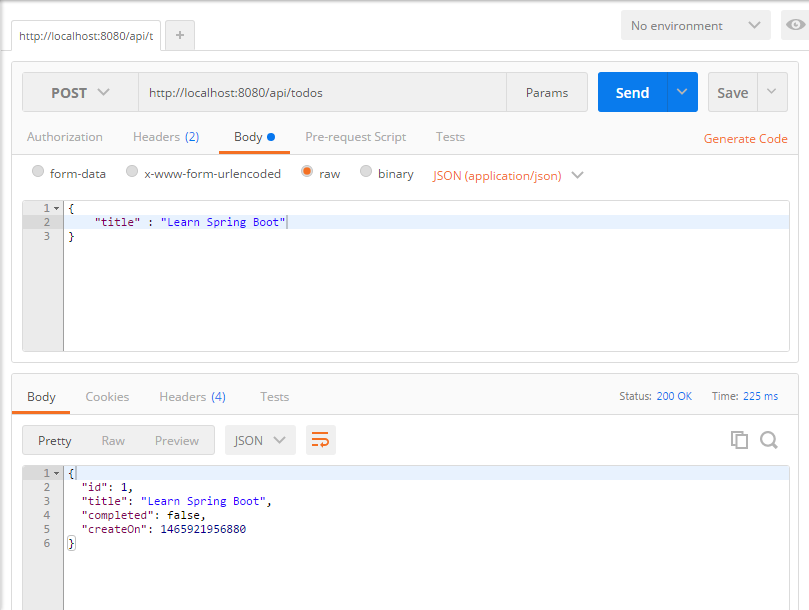 No environment
http://localhost:8080/api/t +
POST http://localhost:8080/api/todos Params Send Save
Authorization Headers (2) Body Pre-request Script Tests Generate Code
form-data x-www-form-urlencoded raw binary JSON (application/json)
1 {
2 "title" : "Learn Spring Boot"
3 }
Body Cookies Headers (4) Tests Status: 200 OK Time: 225 ms
Pretty Raw Preview JSON
1 {
2 "id": 1,
3 "title": "Learn Spring Boot",
4 "completed": false,
5 "createOn": 1465921956880
6 }